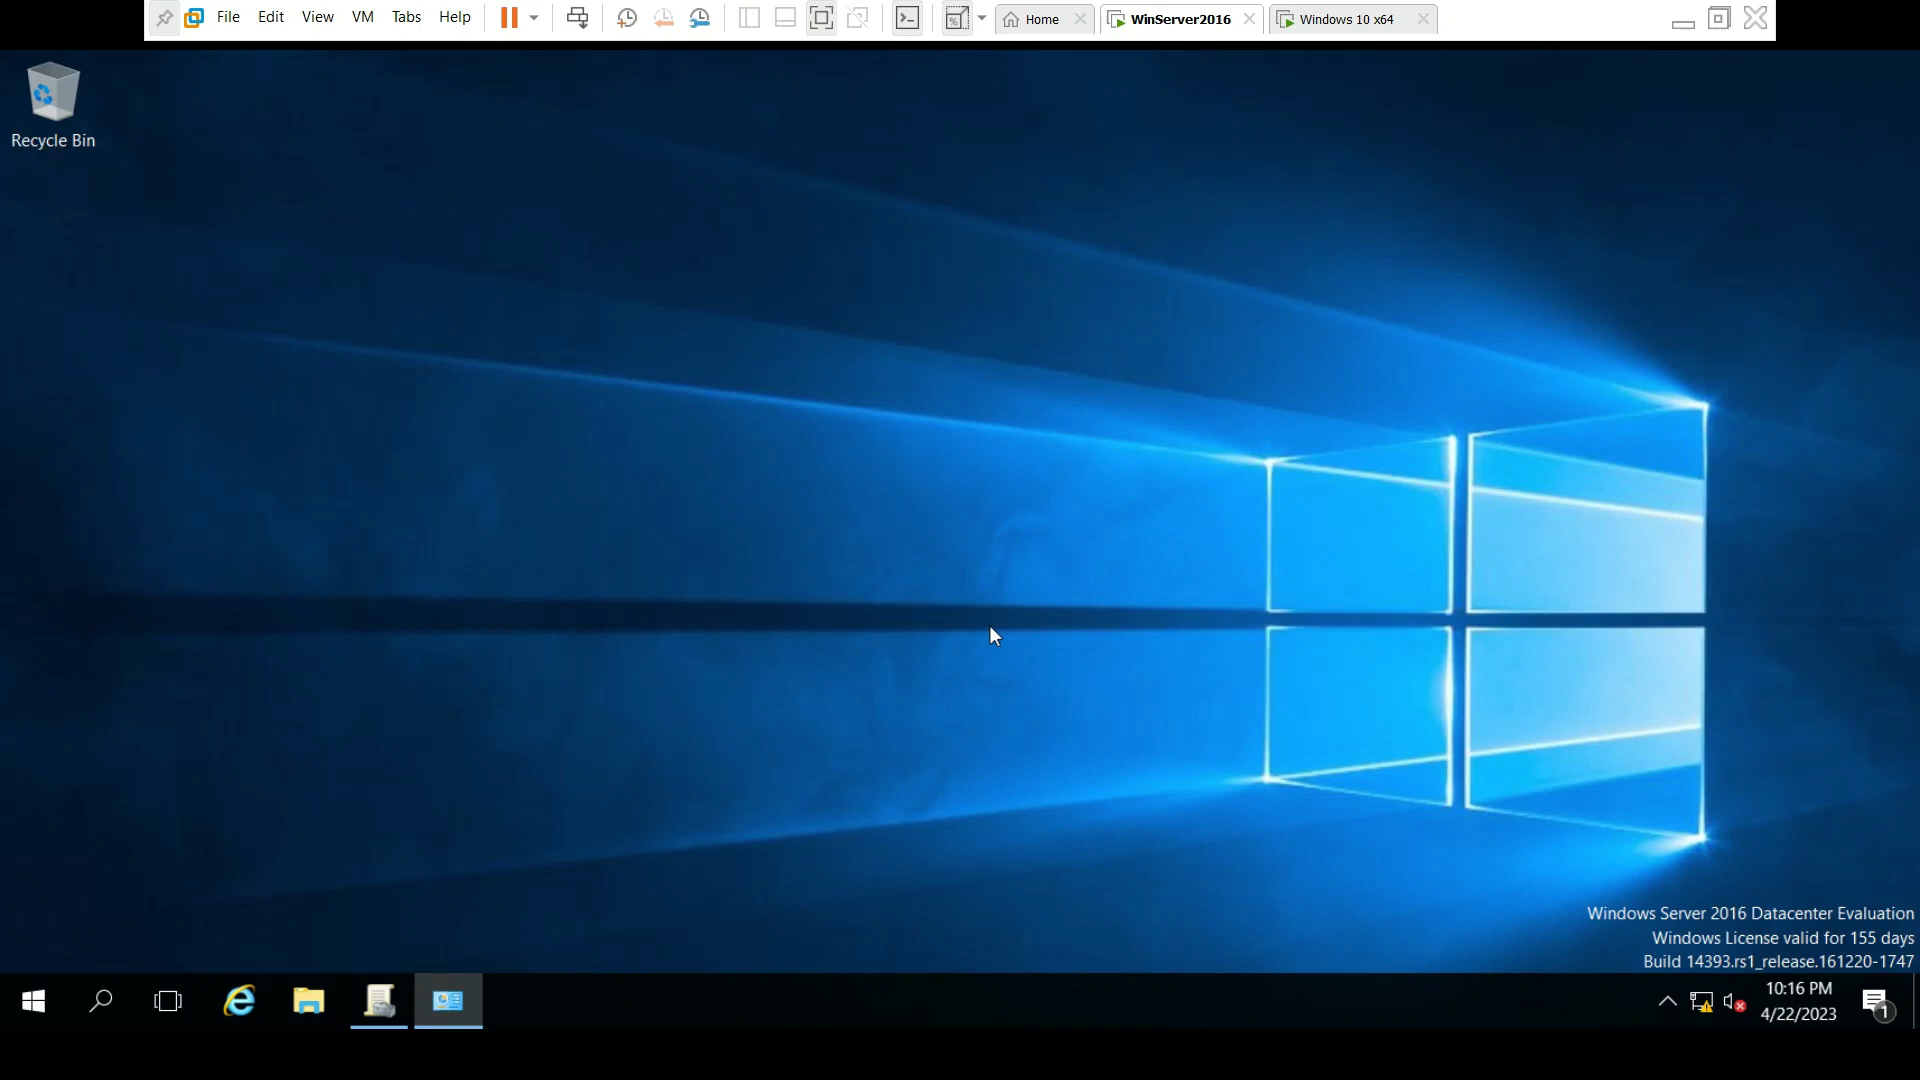 File Edit View VM Tabs Help
Home
WinServer2016
Windows 10 x64
Recycle Bin
Windows Server 2016 Datacenter Evaluation
Windows License valid for 155 days
Build 14393.rs1_release.161220-1747
10:16 PM
4/22/2023
1